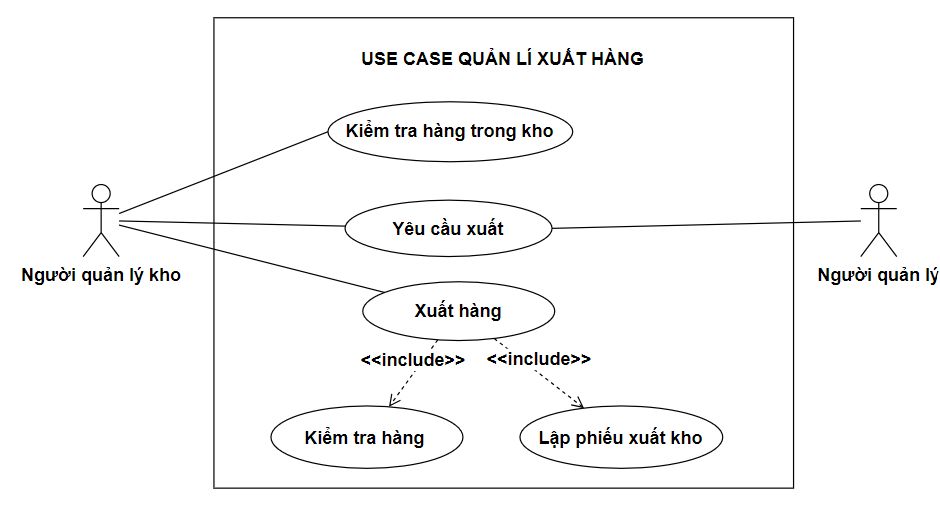 USE CASE QUẢN LÍ XUẤT HÀNG
Kiểm tra hàng trong kho
Yêu cầu xuất
Người quản lý kho
Người quản lý
Xuất hàng
<<include>>
<<include>>
Kiểm tra hàng
Lập phiếu xuất kho